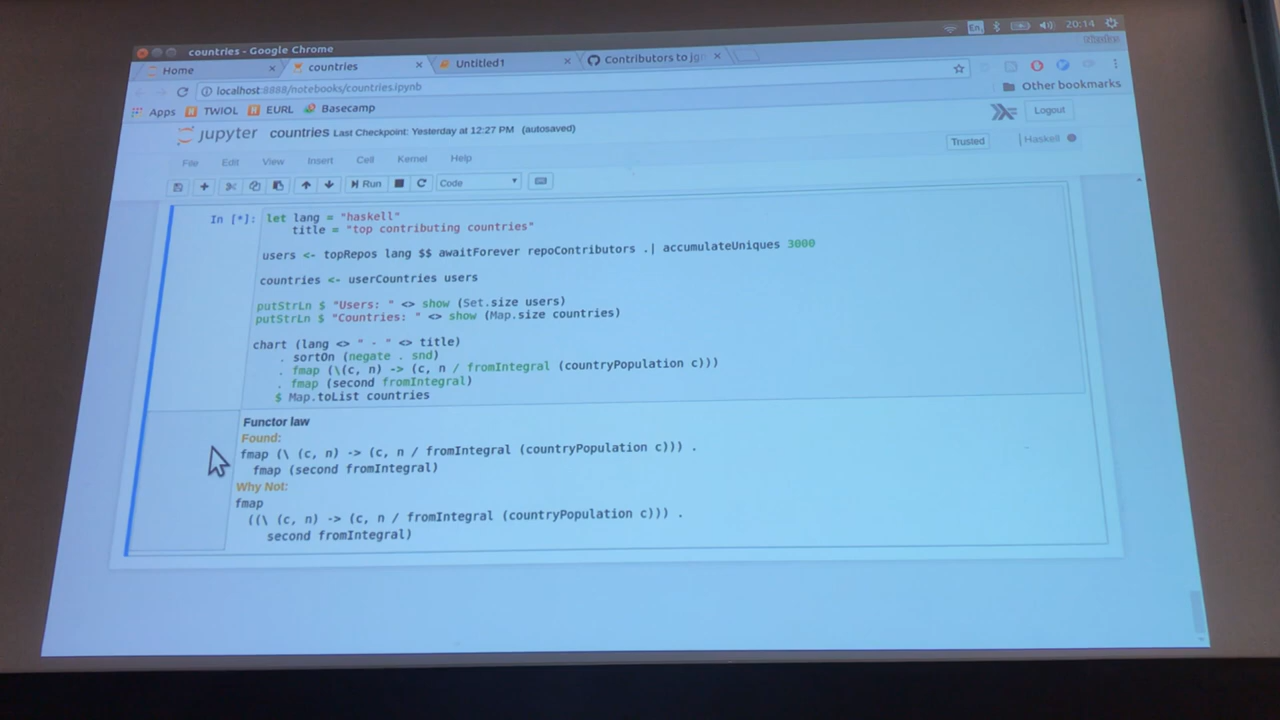 20:14
En
countries - Google Chrome
Nicolas
Home
countries
Untitled1
Contributors to jg
localhost:8888/notebooks/countries.ipynb
Apps TWIOL EURL Basecamp Other bookmarks
jupyter countries Last Checkpoint: Yesterday at 12:27 PM (autosaved) Logout
File Edit View Insert Cell Kernel Help Trusted Haskell
Run Code
In [*]: let lang = "haskell"
title = "top contributing countries"
users <- topRepos lang $$ awaitForever repoContributors .| accumulateUniques 3000
countries <- userCountries users
putStrLn $ "Users: " <> show (Set.size users)
putStrLn $ "Countries: " <> show (Map.size countries)
chart (lang <> " - " <> title)
. sortOn (negate . snd)
. fmap (\(c, n) -> (c, n / fromIntegral (countryPopulation c)))
. fmap (second fromIntegral)
$ Map.toList countries
Functor law
Found:
fmap (\ (c, n) -> (c, n / fromIntegral (countryPopulation c))) .
fmap (second fromIntegral)
Why Not:
fmap
((\ (c, n) -> (c, n / fromIntegral (countryPopulation c))) .
second fromIntegral)